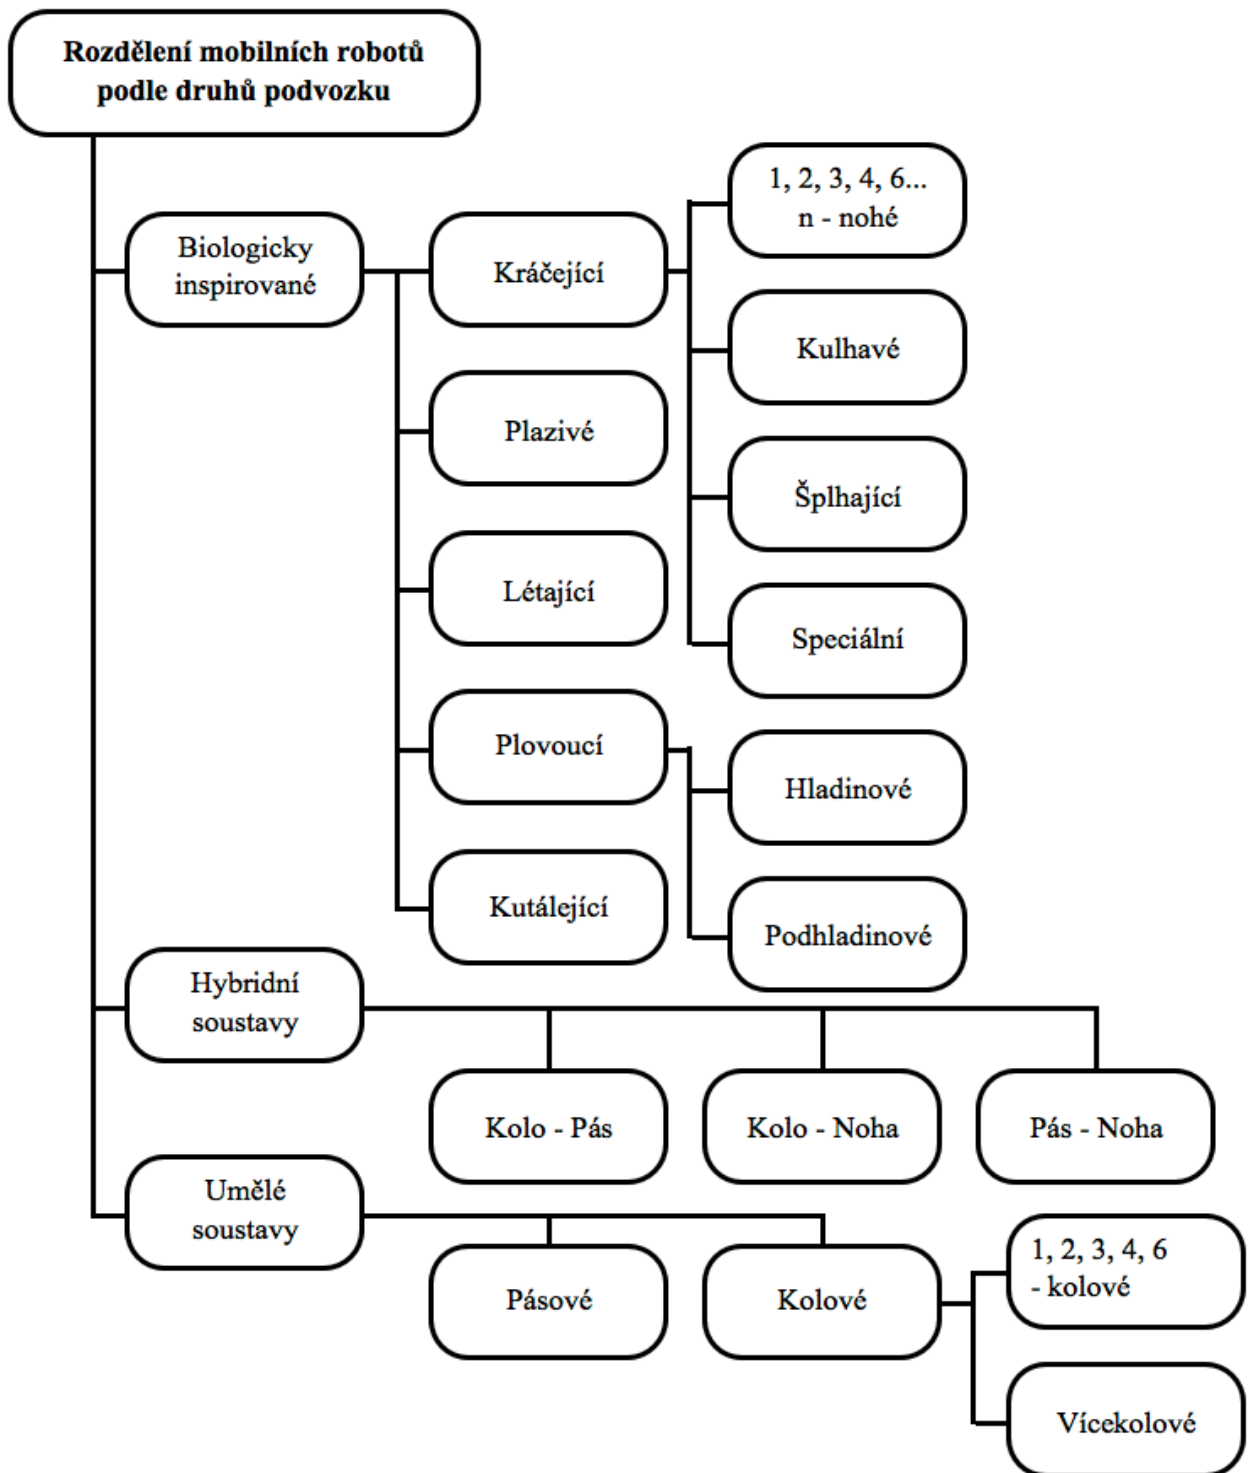 Rozdělení mobilních robotů
podle druhů podvozku
Biologicky
inspirované
Kráčející
1, 2, 3, 4, 6...
n - nohé
Kulhavé
Šplhající
Speciální
Plazivé
Létající
Plovoucí
Hladinové
Podhladinové
Kutálející
Hybridní
soustavy
Kolo - Pás
Kolo - Noha
Pás - Noha
Umělé
soustavy
Pásové
Kolové
1, 2, 3, 4, 6
- kolové
Vícekolové